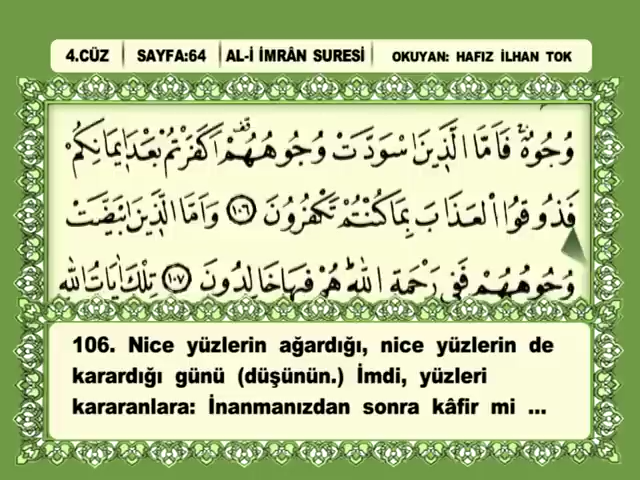 4.CÜZ SAYFA:64 AL-İ İMRÂN SURESİ OKUYAN: HAFIZ İLHAN TOK
وُجُوهٌۚ فَاَمَّا الَّذ۪ينَ اسْوَدَّتْ وُجُوهُهُمْ۠ اَكَفَرْتُمْ بَعْدَ ا۪يمَانِكُمْ
فَذُوقُوا الْعَذَابَ بِمَا كُنْتُمْ تَكْفُرُونَ ﴿١٠٦﴾ وَاَمَّا الَّذ۪ينَ ابْيَضَّتْ
وُجُوهُهُمْ فَف۪ي رَحْمَةِ اللّٰهِۜ هُمْ ف۪يهَا خَالِدُونَ ﴿١٠٧﴾ تِلْكَ اٰيَاتُ اللّٰهِ
106. Nice yüzlerin ağardığı, nice yüzlerin de
karardığı günü (düşünün.) İmdi, yüzleri
kararanlara: İnanmanızdan sonra kâfir mi ...